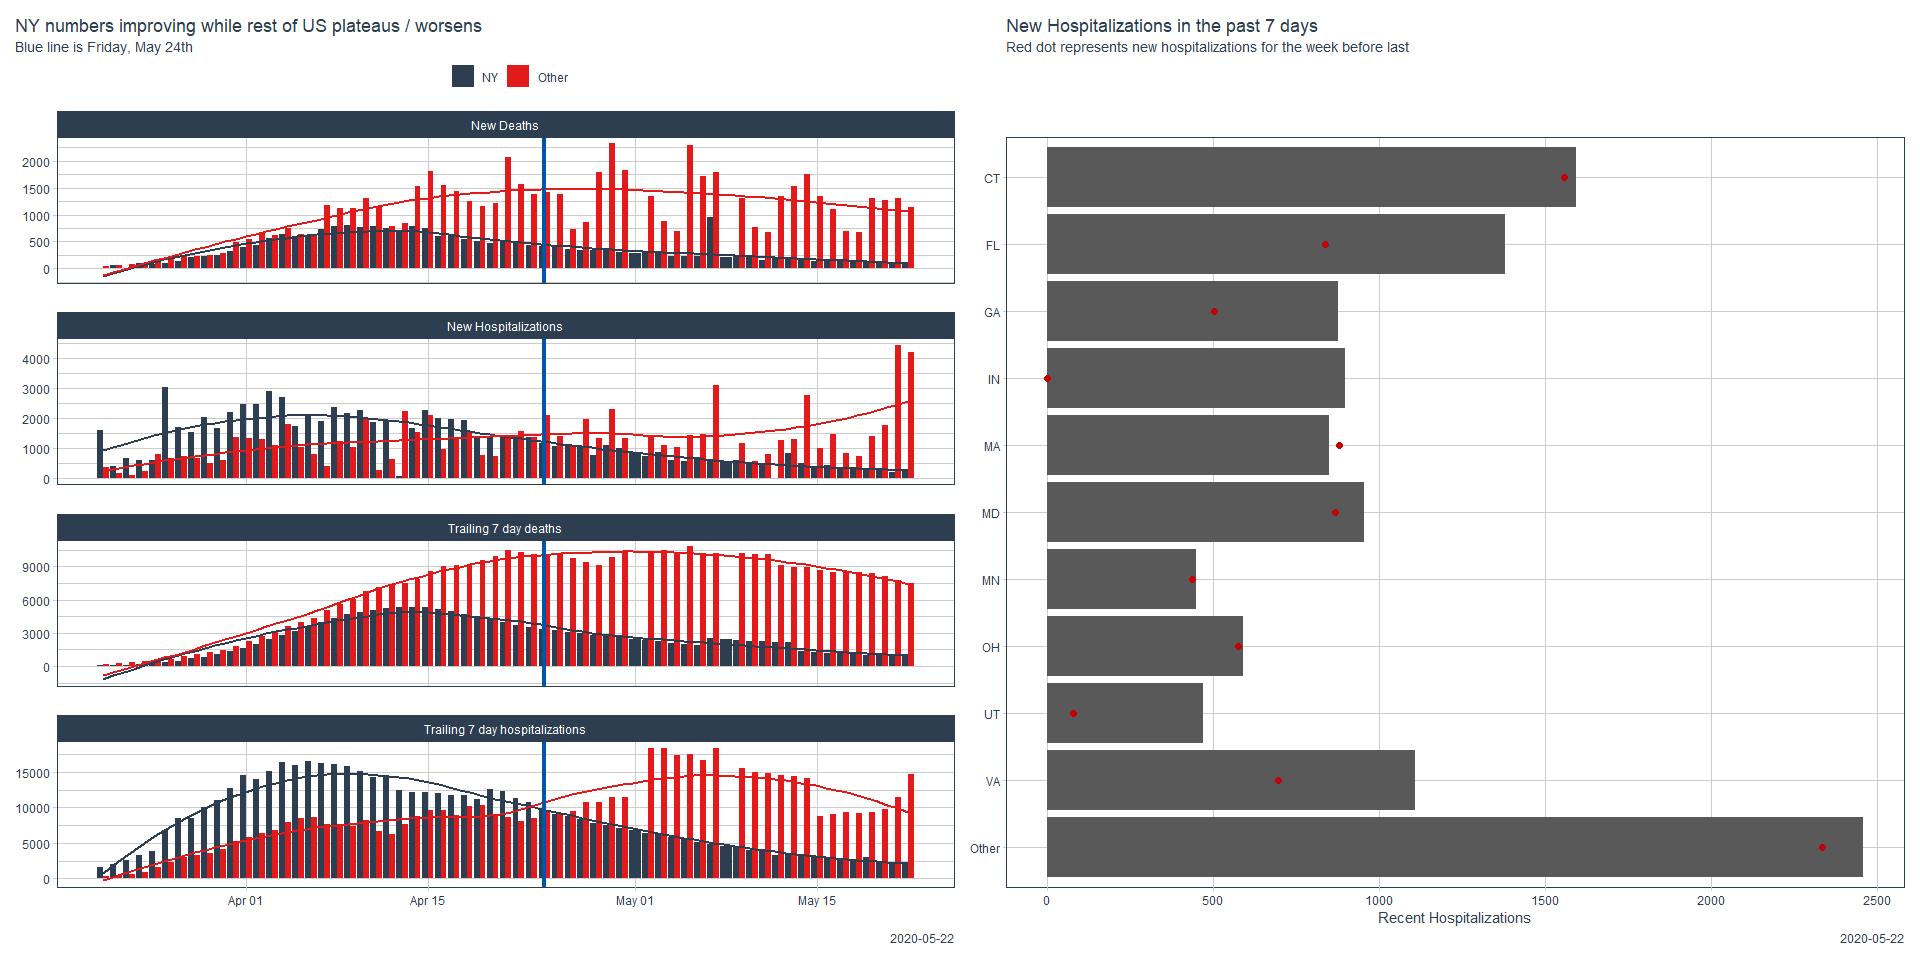 NY numbers improving while rest of US plateaus / worsens
Blue line is Friday, May 24th
NY
Other
New Deaths
2000
1500
1000
500
0
New Hospitalizations
4000
3000
2000
1000
0
Trailing 7 day deaths
9000
6000
3000
0
Trailing 7 day hospitalizations
15000
10000
5000
0
Apr 01
Apr 15
May 01
May 15
2020-05-22
New Hospitalizations in the past 7 days
Red dot represents new hospitalizations for the week before last
CT
FL
GA
IN
MA
MD
MN
OH
UT
VA
Other
0
500
1000
1500
2000
2500
Recent Hospitalizations
2020-05-22